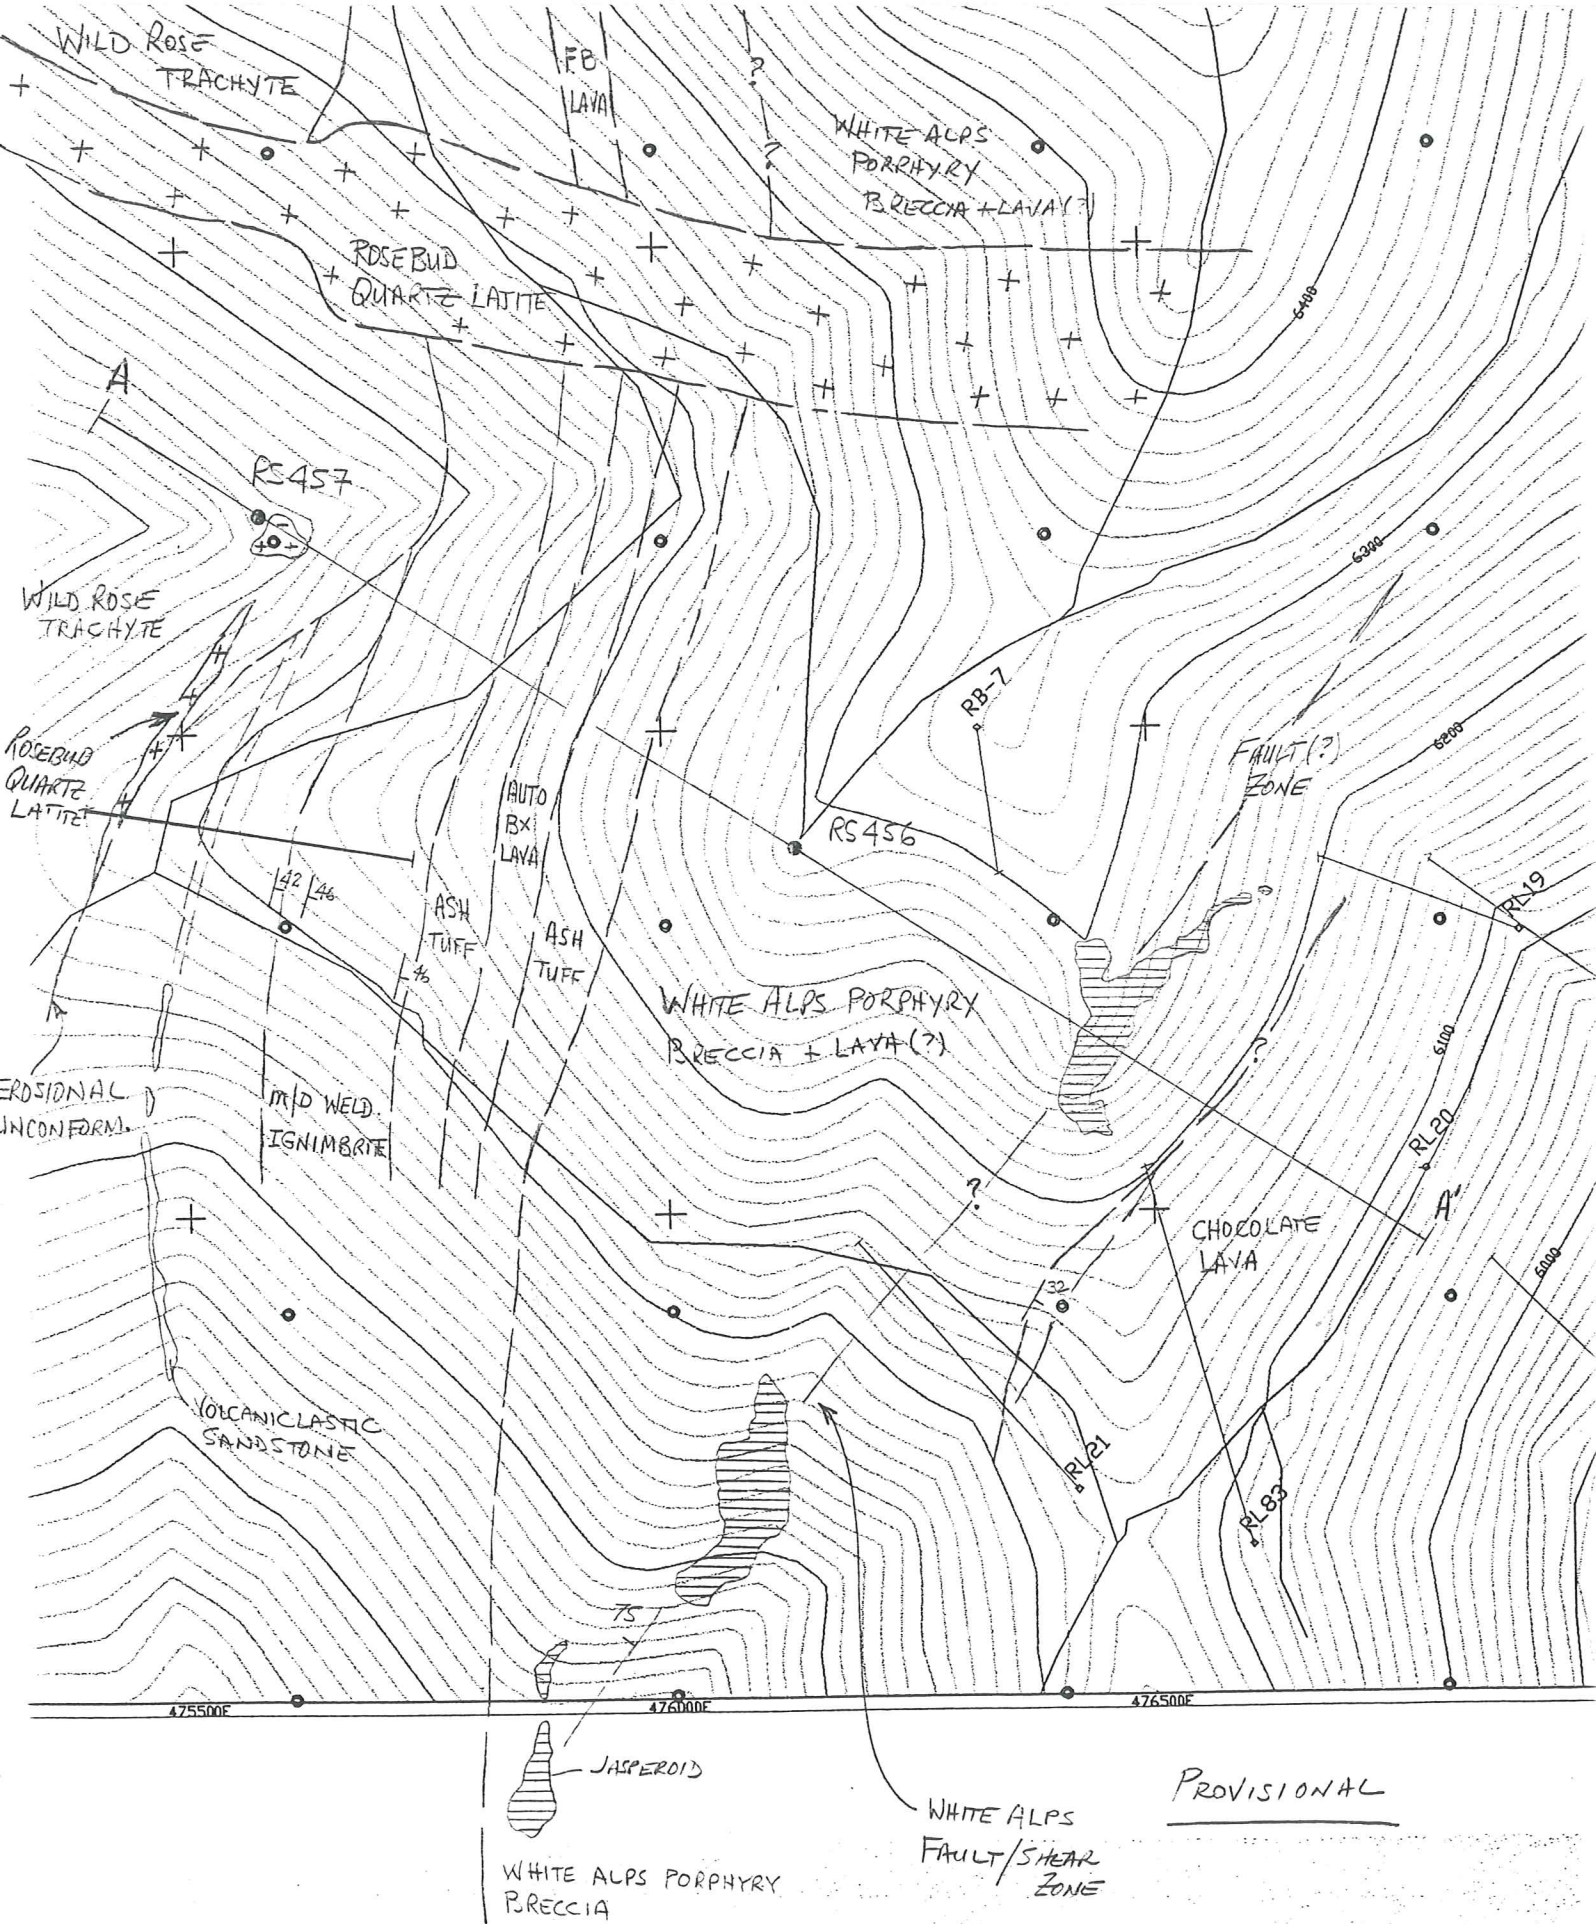 WILD ROSE
TRACHYTE
FB
LAVA
?
?
WHITE ALPS
PORPHYRY
BRECCIA + LAVA (?)
ROSEBUD
QUARTZ LATITE
6400
A
RS457
6300
WILD ROSE
TRACHYTE
RB-7
6200
FAULT (?)
ZONE
ROSEBUD
QUARTZ
LATITE
AUTO
BX
LAVA
RS456
42
46
RL19
ASH
TUFF
ASH
TUFF
46
WHITE ALPS PORPHYRY
BRECCIA + LAVA (?)
?
6100
EROSIONAL
UNCONFORM.
M/D WELD.
IGNIMBRITE
RL20
?
A'
CHOCOLATE
LAVA
6000
32
VOLCANICLASTIC
SANDSTONE
RL21
RL83
75
475500E
476000E
476500E
JASPEROID
PROVISIONAL
WHITE ALPS
FAULT/SHEAR
ZONE
WHITE ALPS PORPHYRY
BRECCIA